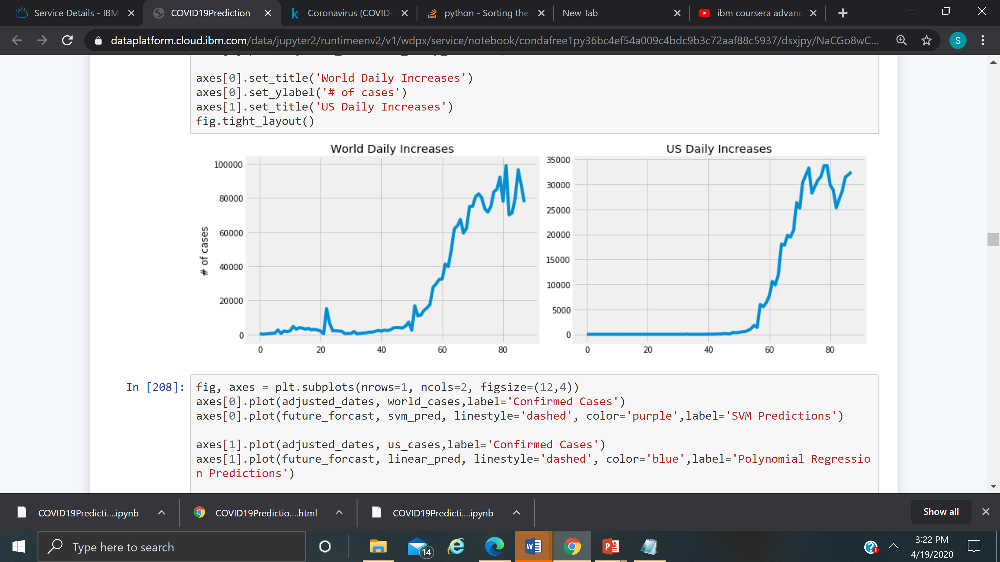 Service Details - IBM
COVID19Prediction
Coronavirus (COVID-
python - Sorting the
New Tab
ibm coursera advanc
dataplatform.cloud.ibm.com/data/jupyter2/runtimeenv2/v1/wdpx/service/notebook/condafree1py36bc4ef54a009c4bdc9b3c72aaf88c5937/dsxjpy/NaCGo8wC...
S
axes[0].set_title('World Daily Increases')
axes[0].set_ylabel('# of cases')
axes[1].set_title('US Daily Increases')
fig.tight_layout()
World Daily Increases
# of cases
100000
80000
60000
40000
20000
0
0 20 40 60 80
US Daily Increases
35000
30000
25000
20000
15000
10000
5000
0
0 20 40 60 80
In [208]:
fig, axes = plt.subplots(nrows=1, ncols=2, figsize=(12,4))
axes[0].plot(adjusted_dates, world_cases,label='Confirmed Cases')
axes[0].plot(future_forcast, svm_pred, linestyle='dashed', color='purple',label='SVM Predictions')
axes[1].plot(adjusted_dates, us_cases,label='Confirmed Cases')
axes[1].plot(future_forcast, linear_pred, linestyle='dashed', color='blue',label='Polynomial Regressio
n Predictions')
COVID19Predicti....ipynb
COVID19Predictio....html
COVID19Predicti....ipynb
Show all
Type here to search
14
3:22 PM
4/19/2020